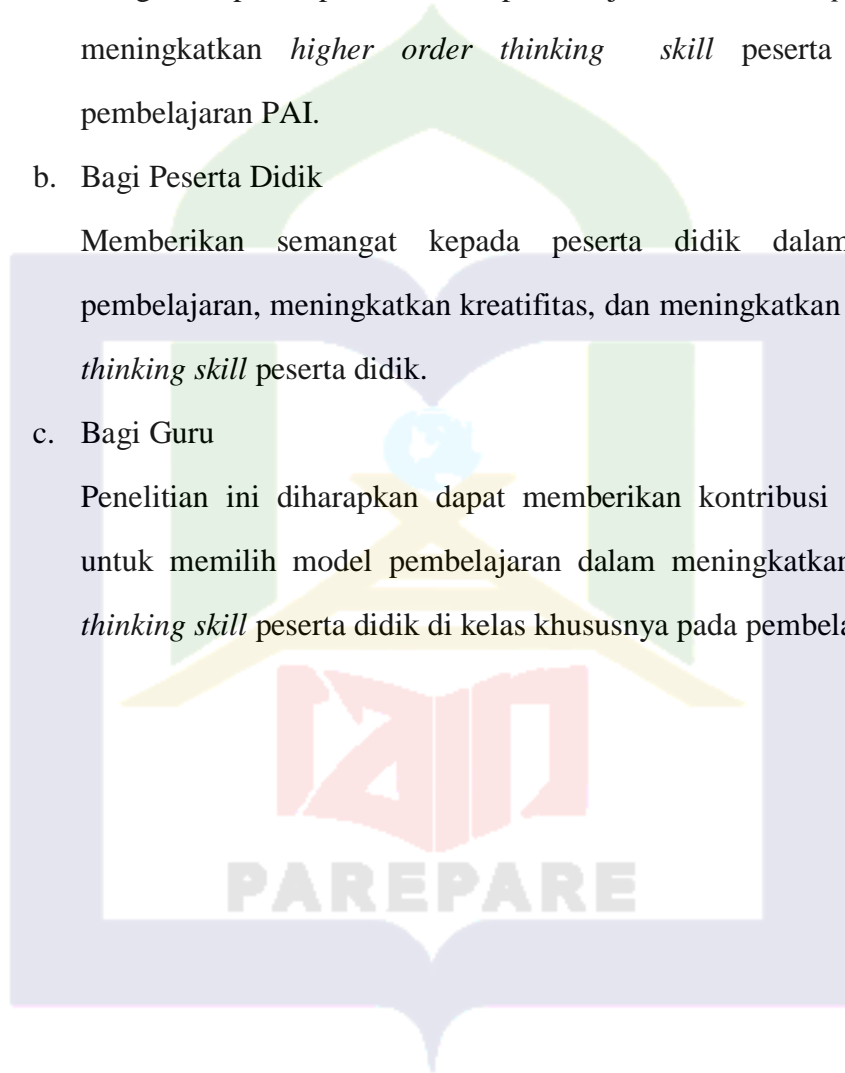 meningkatkan higher order thinking skill peserta
pembelajaran PAI.
b. Bagi Peserta Didik
Memberikan semangat kepada peserta didik dalam
pembelajaran, meningkatkan kreatifitas, dan meningkatkan
thinking skill peserta didik.
c. Bagi Guru
Penelitian ini diharapkan dapat memberikan kontribusi
untuk memilih model pembelajaran dalam meningkatkan
thinking skill peserta didik di kelas khususnya pada
iain
PAREPARE